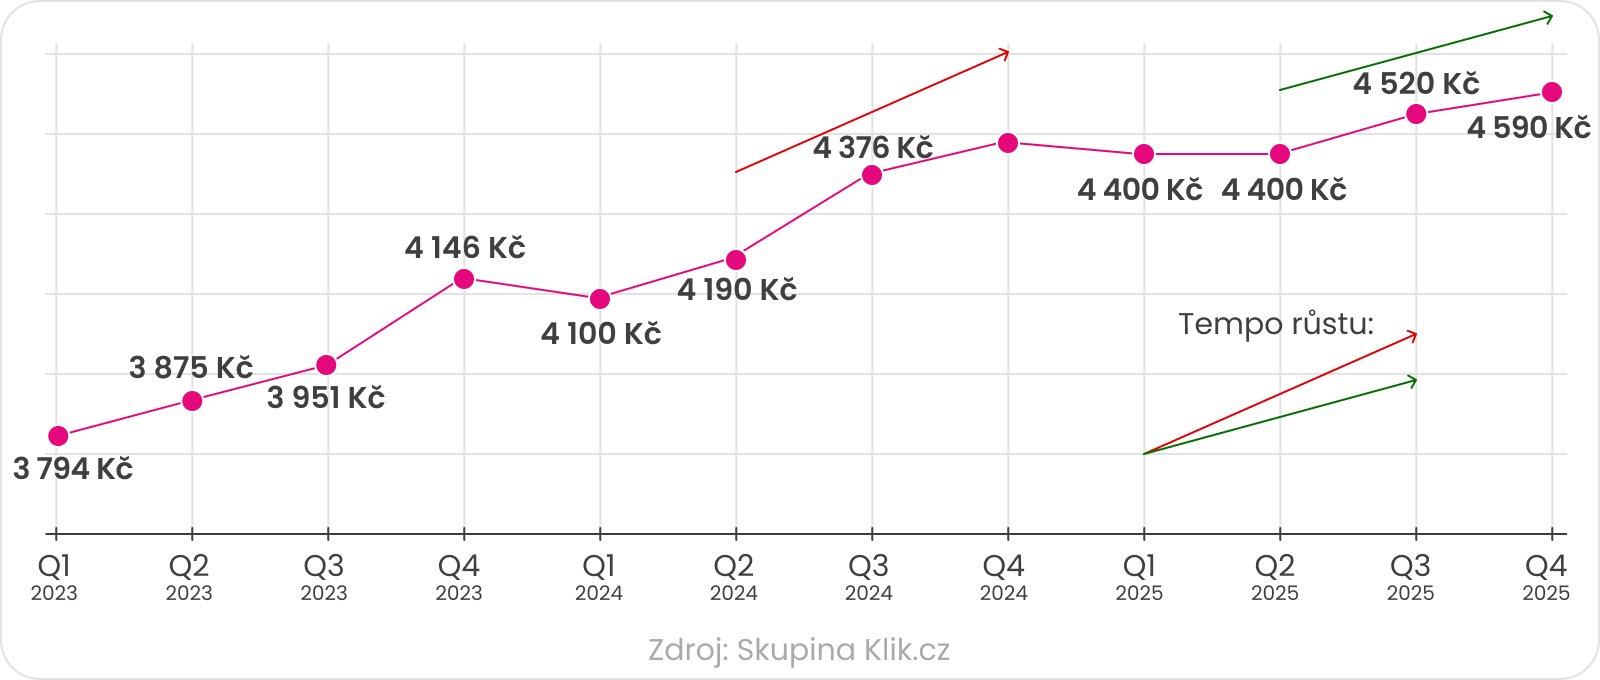 4 520 Kč
4 590 Kč
4 376 Kč
4 400 Kč 4 400 Kč
4 146 Kč
4 190 Kč
4 100 Kč
Tempo růstu:
3 875 Kč
3 951 Kč
3 794 Kč
Q1 Q2 Q3 Q4 Q1 Q2 Q3 Q4 Q1 Q2 Q3 Q4
2023 2023 2023 2023 2024 2024 2024 2024 2025 2025 2025 2025
Zdroj: Skupina Klik.cz